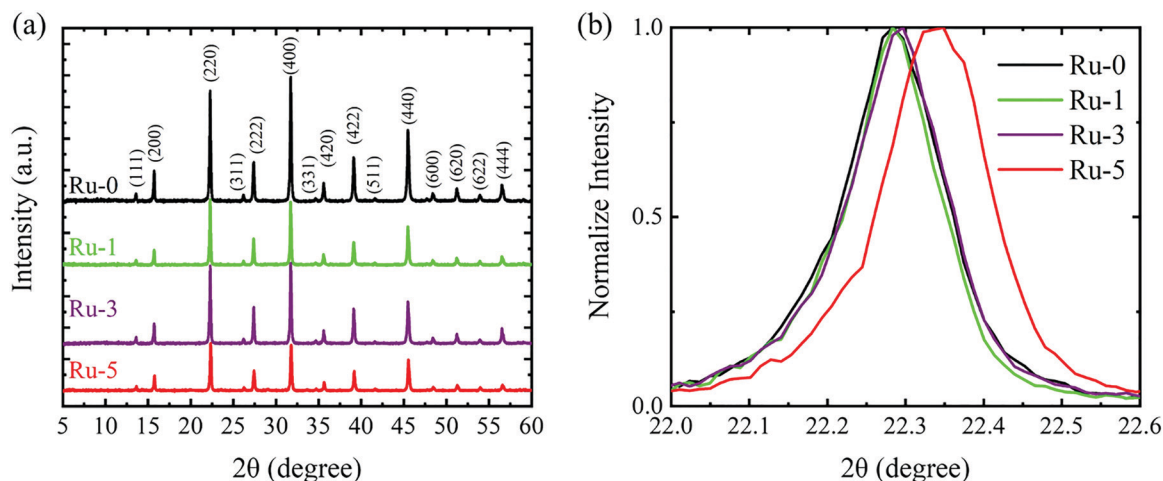 (a)
Intensity (a.u.)
Ru-0
Ru-1
Ru-3
Ru-5
(111)
(200)
(220)
(311)
(222)
(400)
(331)
(420)
(422)
(511)
(440)
(600)
(620)
(622)
(444)
5 10 15 20 25 30 35 40 45 50 55 60
2θ (degree)
(b)
Normalize Intensity
1.0
0.5
0.0
Ru-0
Ru-1
Ru-3
Ru-5
22.0 22.1 22.2 22.3 22.4 22.5 22.6
2θ (degree)